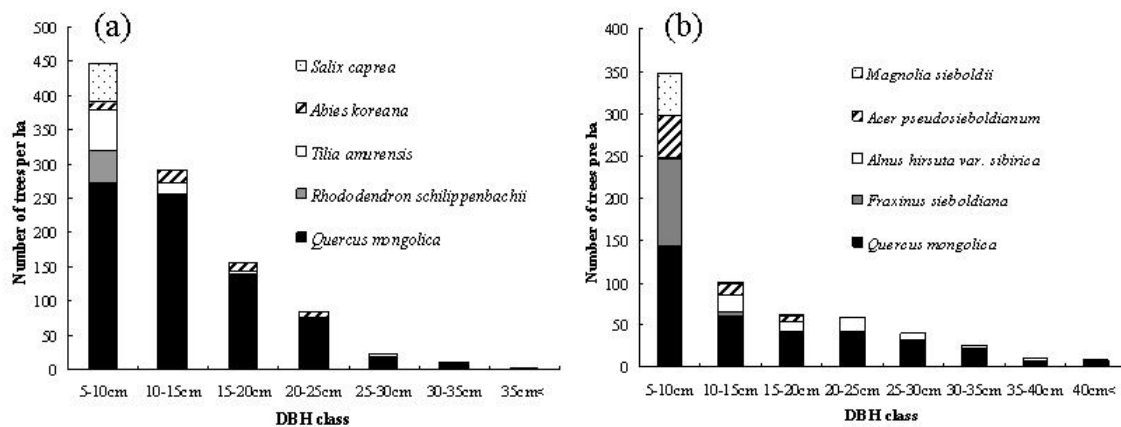 (a)
Number of trees per ha
500
450
400
350
300
250
200
150
100
50
0
Salix caprea
Abies koreana
Tilia amurensis
Rhododendron schilippenbachii
Quercus mongolica
5-10cm 10-15cm 15-20cm 20-25cm 25-30cm 30-35cm 35cm<
DBH class
(b)
Number of trees pre ha
400
350
300
250
200
150
100
50
0
Magnolia sieboldii
Acer pseudosieboldianum
Alnus hirsuta var. sibirica
Fraxinus sieboldiana
Quercus mongolica
5-10cm 10-15cm 15-20cm 20-25cm 25-30cm 30-35cm 35-40cm 40cm<
DBH class